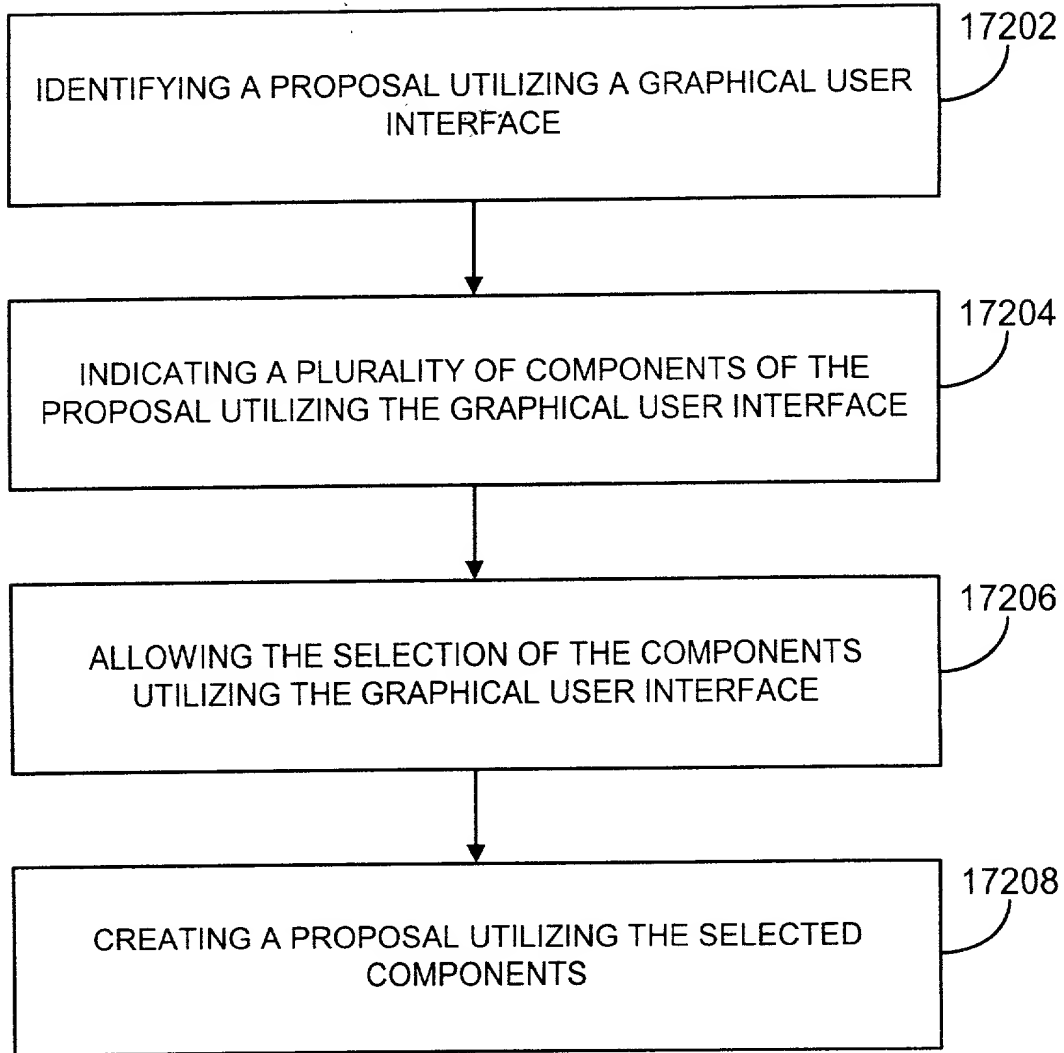 17202
IDENTIFYING A PROPOSAL UTILIZING A GRAPHICAL USER
INTERFACE
17204
INDICATING A PLURALITY OF COMPONENTS OF THE
PROPOSAL UTILIZING THE GRAPHICAL USER INTERFACE
17206
ALLOWING THE SELECTION OF THE COMPONENTS
UTILIZING THE GRAPHICAL USER INTERFACE
17208
CREATING A PROPOSAL UTILIZING THE SELECTED
COMPONENTS